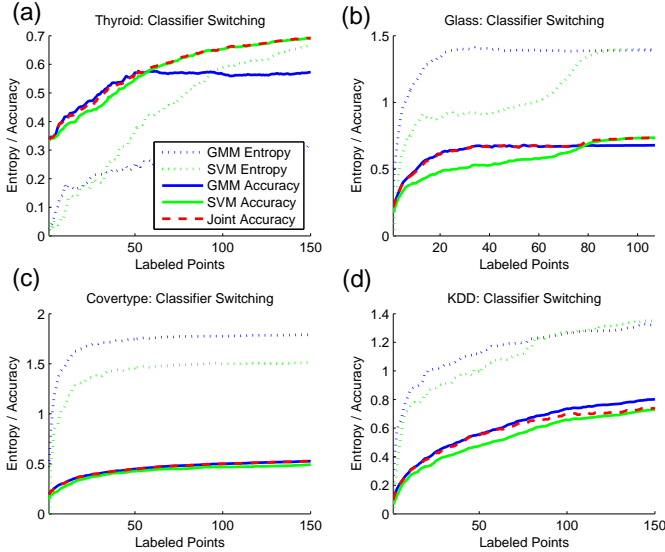 (a)
Thyroid: Classifier Switching
0.7
0.6
0.5
0.4
0.3
0.2
0.1
0
50
100
150
Entropy / Accuracy
Labeled Points
GMM Entropy
SVM Entropy
GMM Accuracy
SVM Accuracy
Joint Accuracy
(b)
Glass: Classifier Switching
1.5
1
0.5
0
20
40
60
80
100
Entropy / Accuracy
Labeled Points
(c)
Covertype: Classifier Switching
2
1.5
1
0.5
0
50
100
150
Entropy / Accuracy
Labeled Points
(d)
KDD: Classifier Switching
1.4
1.2
1
0.8
0.6
0.4
0.2
0
50
100
150
Entropy / Accuracy
Labeled Points